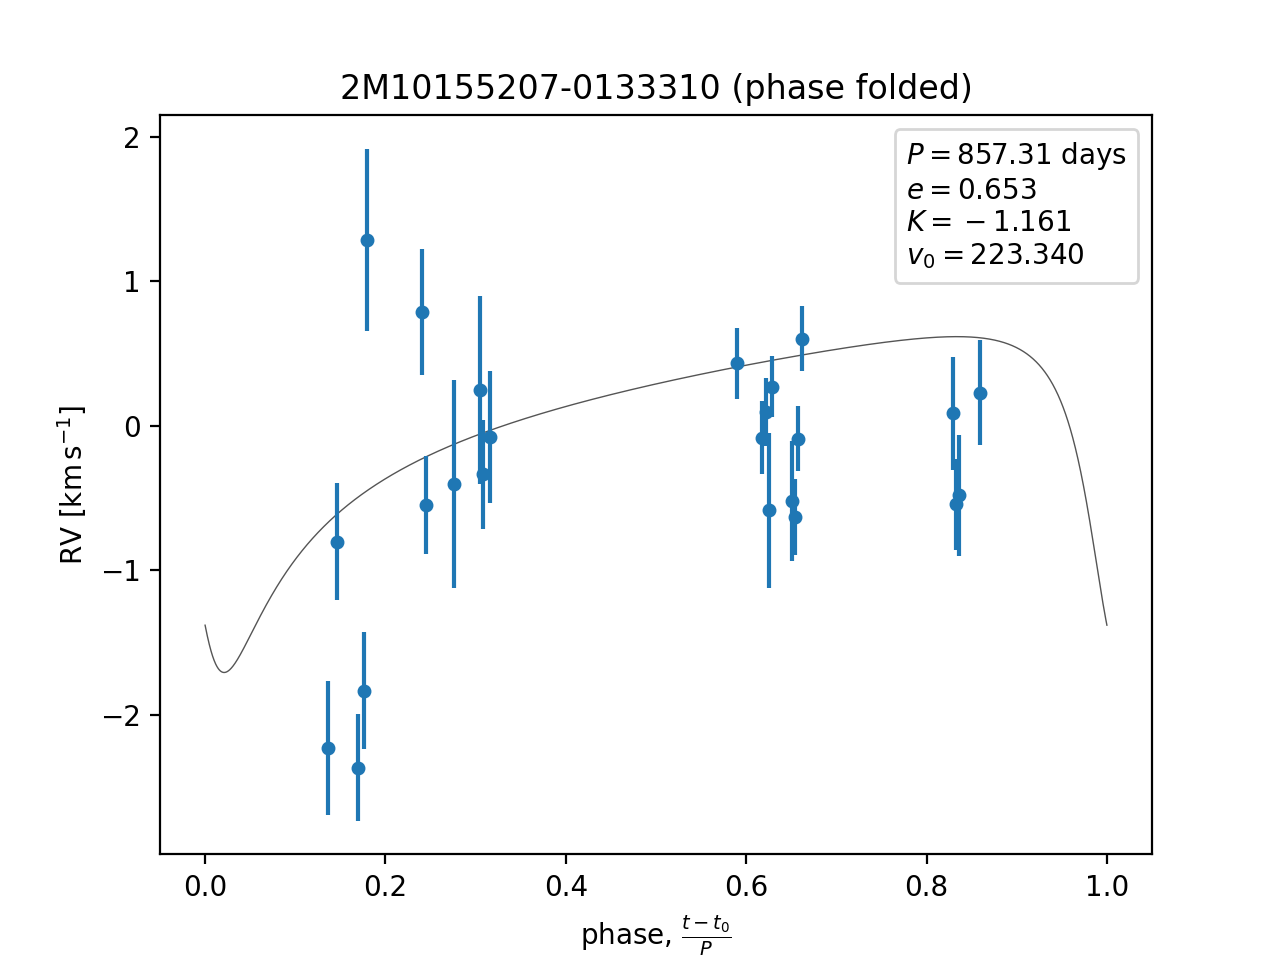 2M10155207-0133310 (phase folded)
P = 857.31 days
e = 0.653
K = −1.161
v₀ = 223.340
RV [km s⁻¹]
2
1
0
−1
−2
0.0 0.2 0.4 0.6 0.8 1.0
phase, (t − t₀)/P